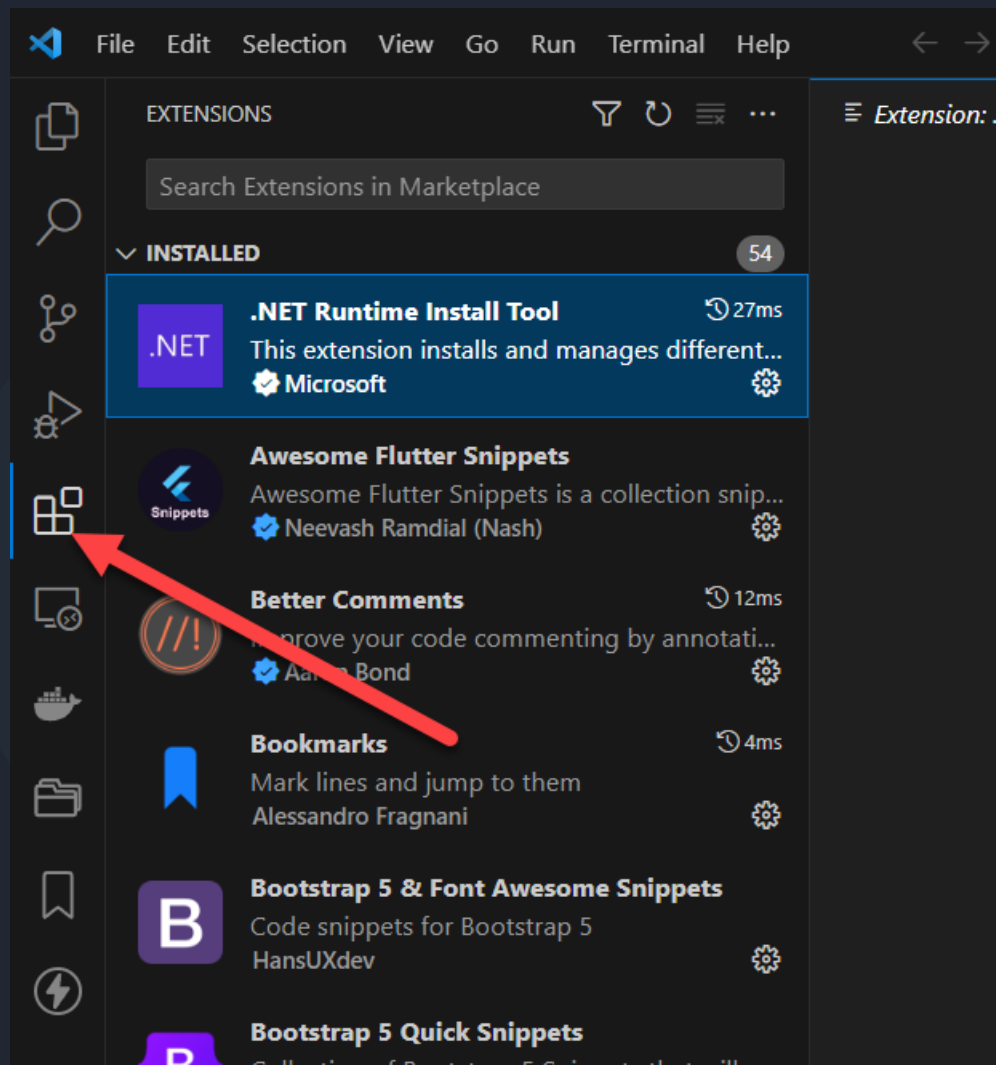 File Edit Selection View Go Run Terminal Help
EXTENSIONS
Extension: .
Search Extensions in Marketplace
INSTALLED 54
.NET
.NET Runtime Install Tool 27ms
This extension installs and manages different...
Microsoft
Snippets
Awesome Flutter Snippets
Awesome Flutter Snippets is a collection snip...
Neevash Ramdial (Nash)
//!
Better Comments 12ms
prove your code commenting by annotati...
Bond
Bookmarks 4ms
Mark lines and jump to them
Alessandro Fragnani
B
Bootstrap 5 & Font Awesome Snippets
Code snippets for Bootstrap 5
HansUXdev
B
Bootstrap 5 Quick Snippets